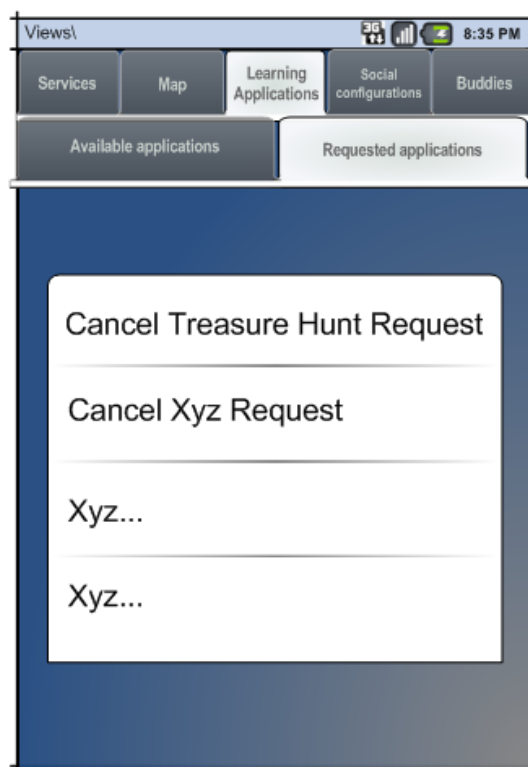 Views\
3G
8:35 PM
Services
Map
Learning
Applications
Social
configurations
Buddies
Available applications
Requested applications
Cancel Treasure Hunt Request
Cancel Xyz Request
Xyz...
Xyz...